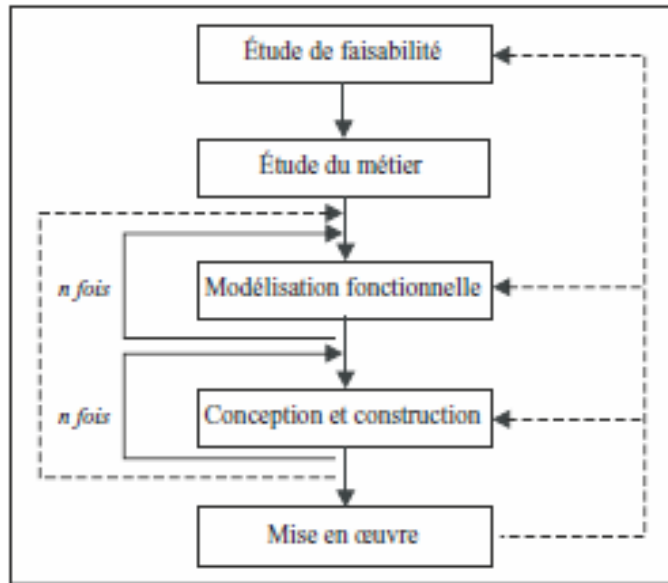 Étude de faisabilité
Étude du métier
n fois
Modélisation fonctionnelle
n fois
Conception et construction
Mise en œuvre